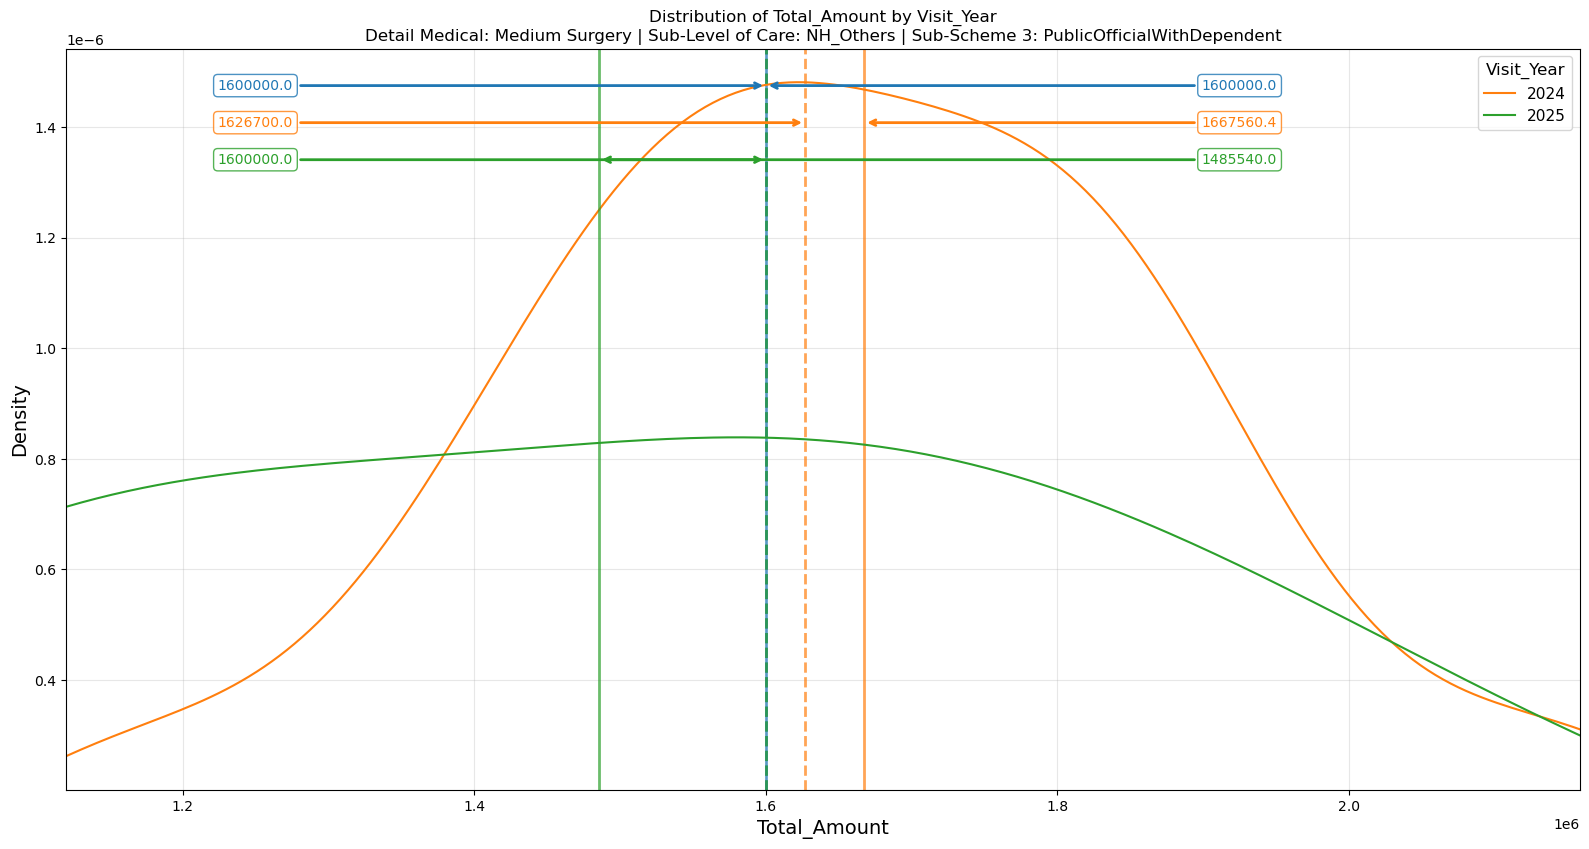 Distribution of Total_Amount by Visit_Year
Detail Medical: Medium Surgery | Sub-Level of Care: NH_Others | Sub-Scheme 3: PublicOfficialWithDependent
1e−6
Visit_Year
2024
2025
1600000.0
1600000.0
1626700.0
1667560.4
1600000.0
1485540.0
1.4
1.2
1.0
0.8
0.6
0.4
Density
1.2
1.4
1.6
1.8
2.0
1e6
Total_Amount